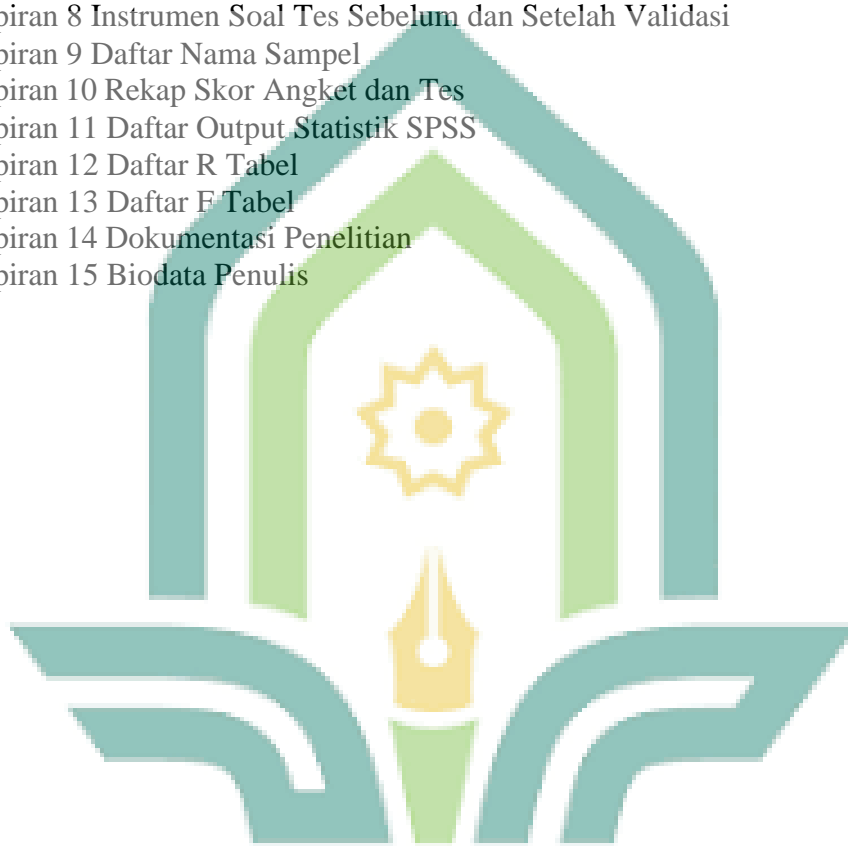 piran 8 Instrumen Soal Tes Sebelum dan Setelah Validasi
piran 9 Daftar Nama Sampel
piran 10 Rekap Skor Angket dan Tes
piran 11 Daftar Output Statistik SPSS
piran 12 Daftar R Tabel
piran 13 Daftar F Tabel
piran 14 Dokumentasi Penelitian
piran 15 Biodata Penulis